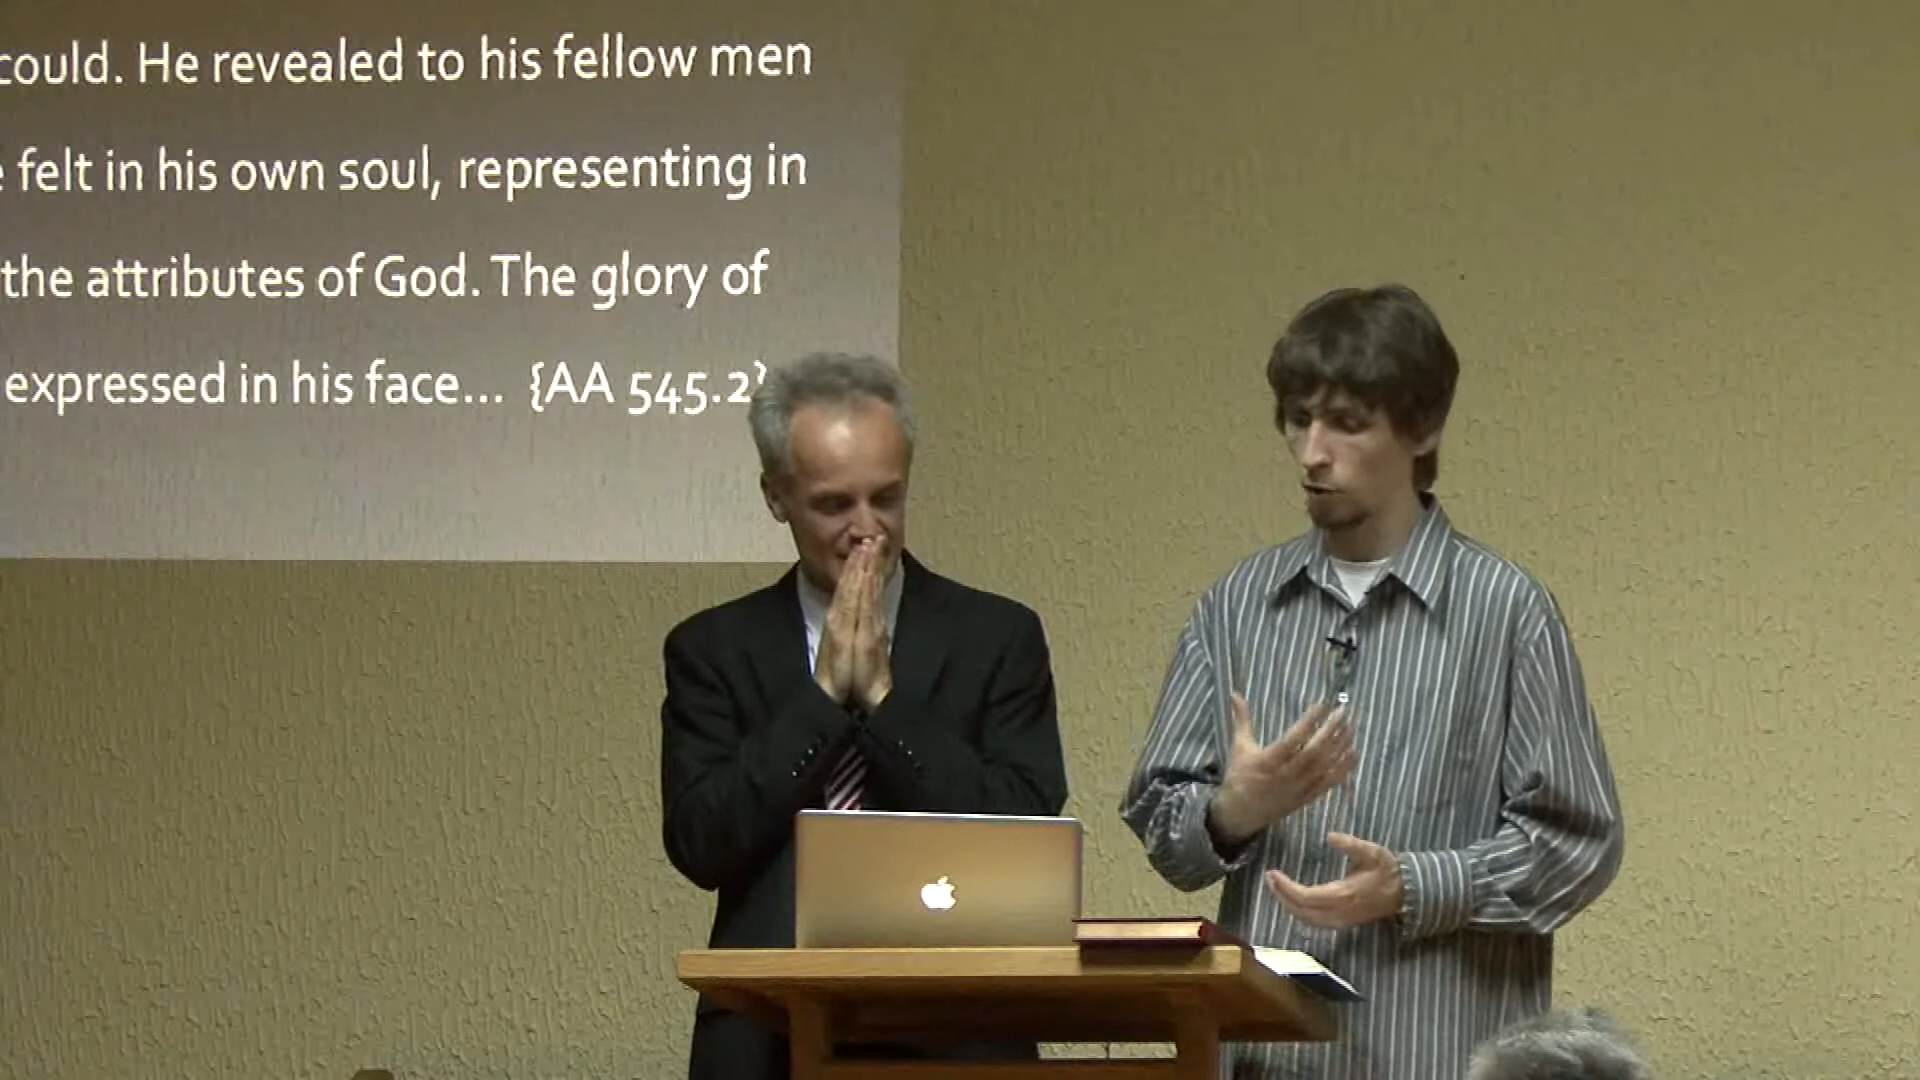 could. He revealed to his fellow men
felt in his own soul, representing in
the attributes of God. The glory of
expressed in his face... {AA 545.2}